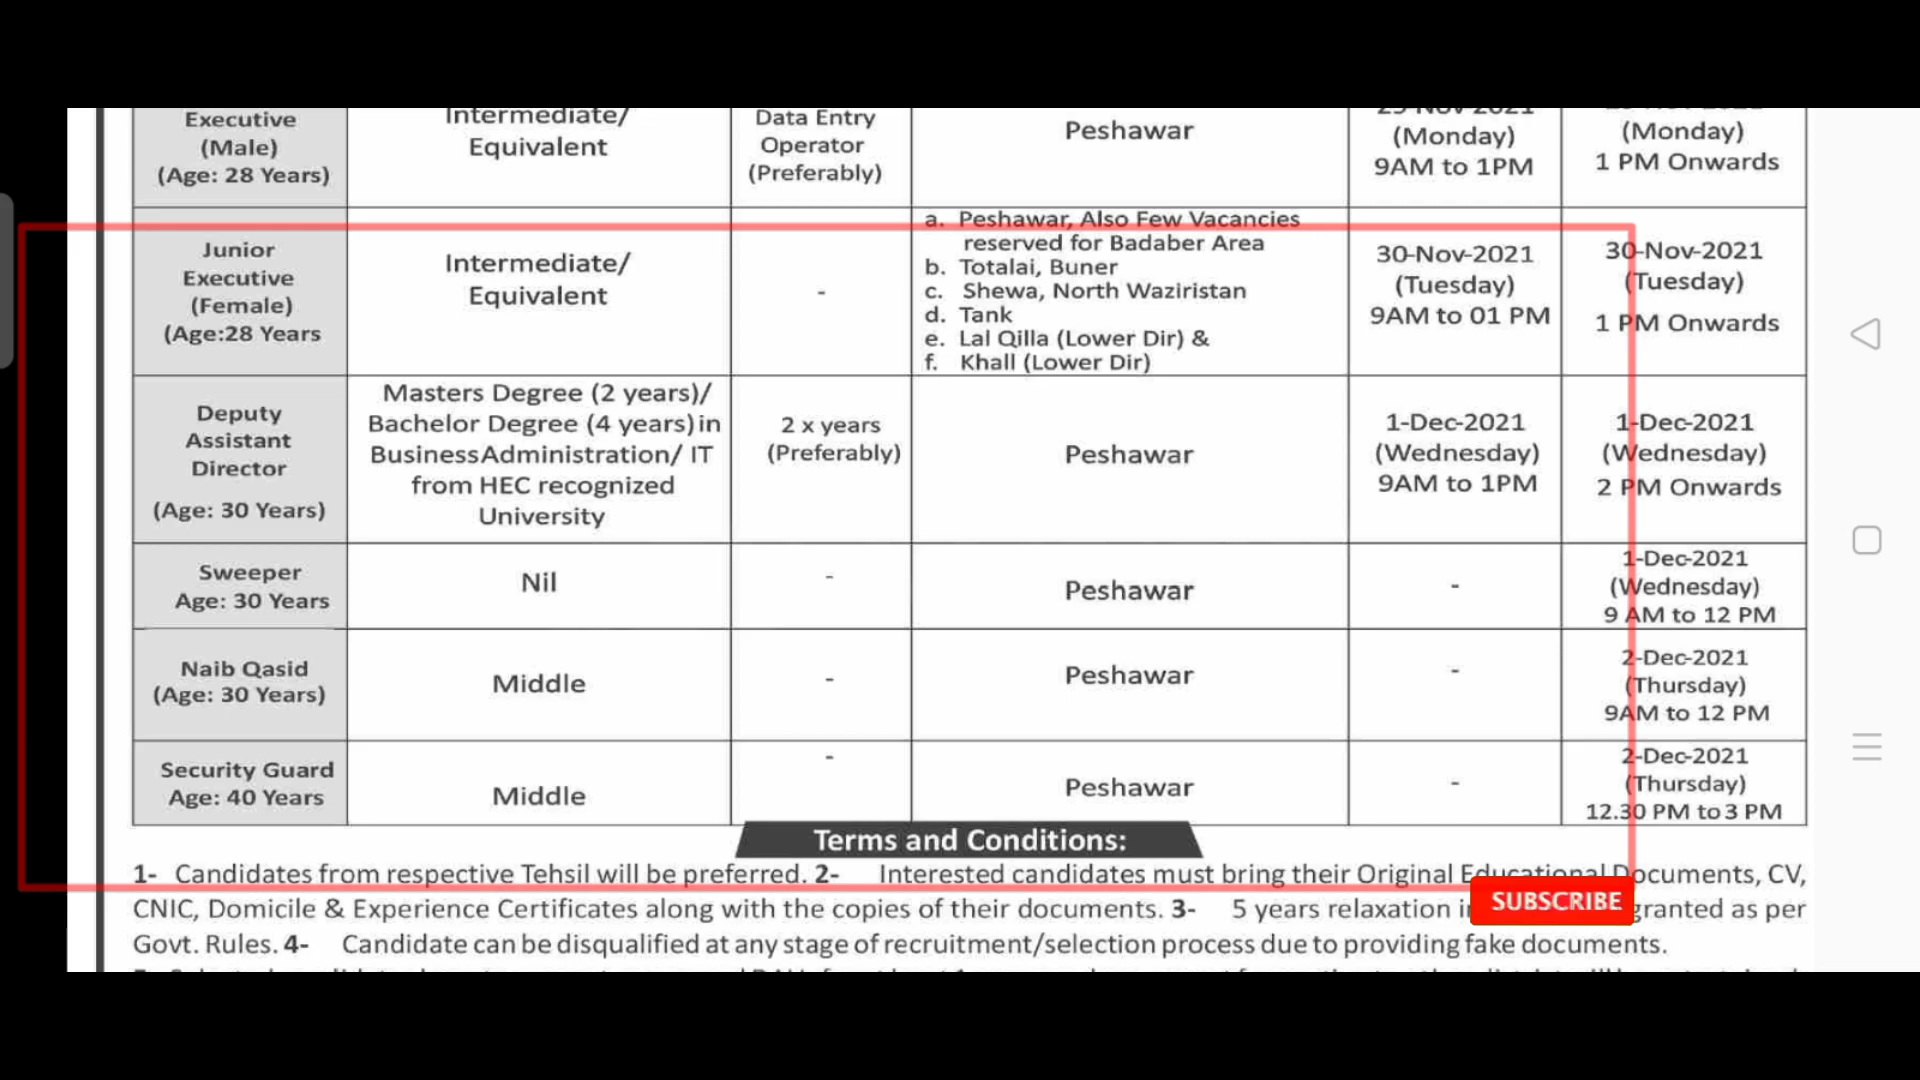 Executive
(Male)
(Age: 28 Years)
Intermediate/
Equivalent
Data Entry
Operator
(Preferably)
Peshawar
(Monday)
9AM to 1PM
(Monday)
1 PM Onwards
Junior
Executive
(Female)
(Age:28 Years
Intermediate/
Equivalent
-
a. Peshawar, Also Few Vacancies
reserved for Badaber Area
b. Totalai, Buner
c. Shewa, North Waziristan
d. Tank
e. Lal Qilla (Lower Dir) &
f. Khall (Lower Dir)
30-Nov-2021
(Tuesday)
9AM to 01 PM
30-Nov-2021
(Tuesday)
1 PM Onwards
Deputy
Assistant
Director
(Age: 30 Years)
Masters Degree (2 years)/
Bachelor Degree (4 years) in
Business Administration/ IT
from HEC recognized
University
2 x years
(Preferably)
Peshawar
1-Dec-2021
(Wednesday)
9AM to 1PM
1-Dec-2021
(Wednesday)
2 PM Onwards
Sweeper
Age: 30 Years
Nil
-
Peshawar
-
1-Dec-2021
(Wednesday)
9 AM to 12 PM
Naib Qasid
(Age: 30 Years)
Middle
-
Peshawar
-
2-Dec-2021
(Thursday)
9AM to 12 PM
Security Guard
Age: 40 Years
Middle
-
Peshawar
-
2-Dec-2021
(Thursday)
12.30 PM to 3 PM
Terms and Conditions:
1- Candidates from respective Tehsil will be preferred. 2- Interested candidates must bring their Original Educational Documents, CV,
CNIC, Domicile & Experience Certificates along with the copies of their documents. 3- 5 years relaxation granted as per
SUBSCRIBE
Govt. Rules. 4- Candidate can be disqualified at any stage of recruitment/selection process due to providing fake documents.